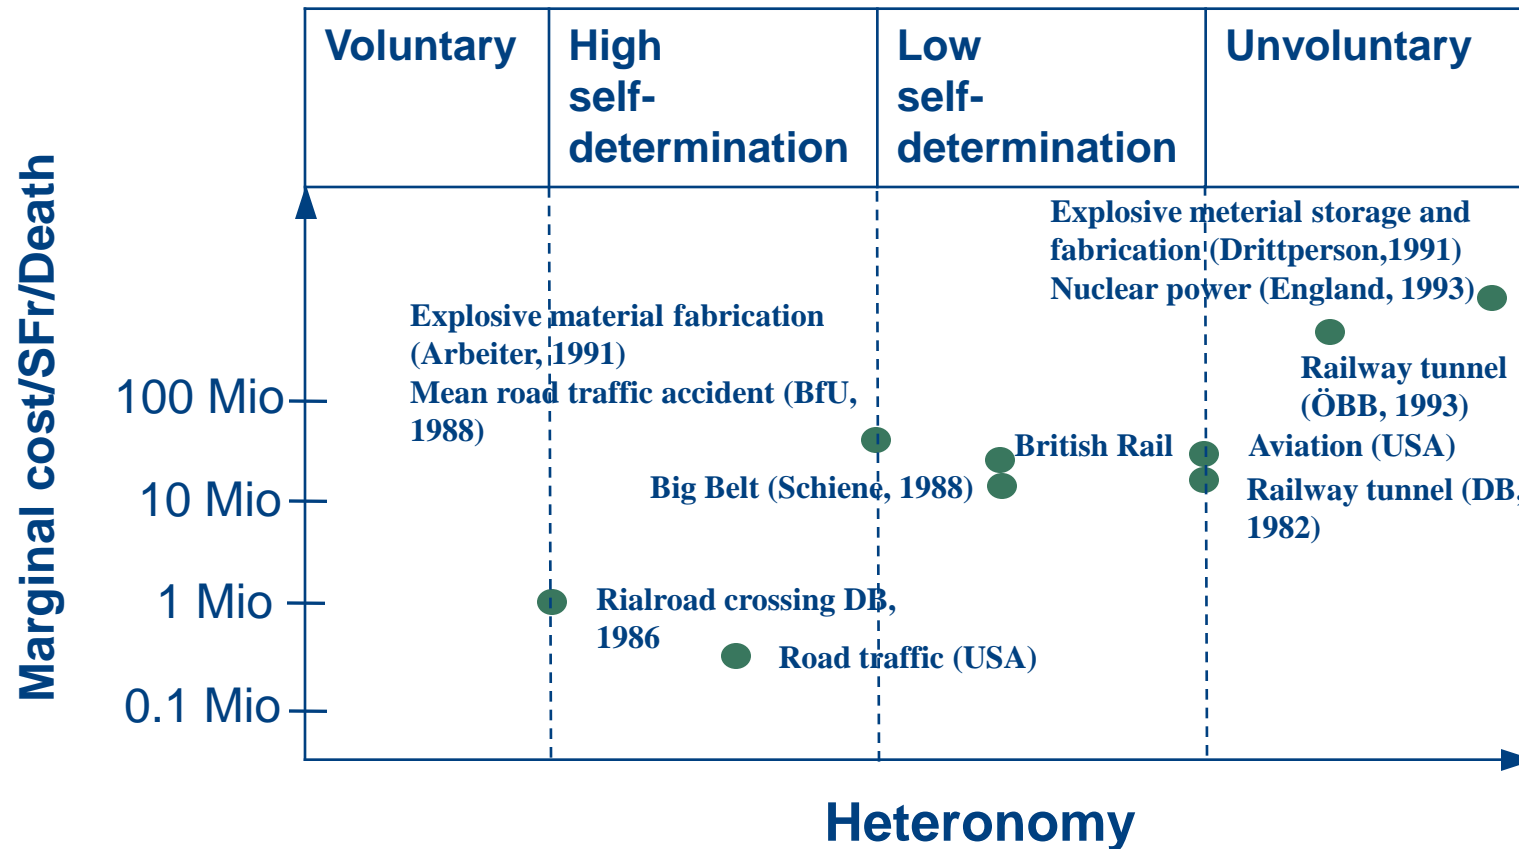 Voluntary
High
self-
determination
Low
self-
determination
Unvoluntary
Marginal cost/SFr/Death
Explosive meterial storage and
fabrication (Drittperson,1991)
Nuclear power (England, 1993)
Explosive material fabrication
(Arbeiter, 1991)
Mean road traffic accident (BfU,
1988)
Railway tunnel
(ÖBB, 1993)
100 Mio
British Rail
Aviation (USA)
Big Belt (Schiene, 1988)
Railway tunnel (DB,
1982)
10 Mio
1 Mio
Rialroad crossing DB,
1986
Road traffic (USA)
0.1 Mio
Heteronomy